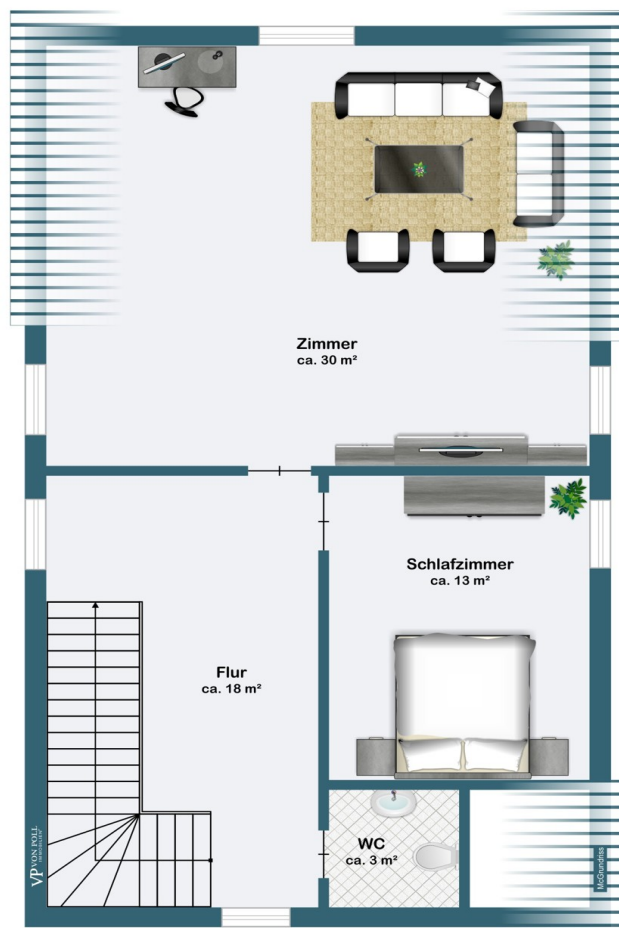 Zimmer
ca. 30 m²
Schlafzimmer
ca. 13 m²
Flur
ca. 18 m²
WC
ca. 3 m²
VP VON POLL
IMMOBILIEN®
McGrundriss